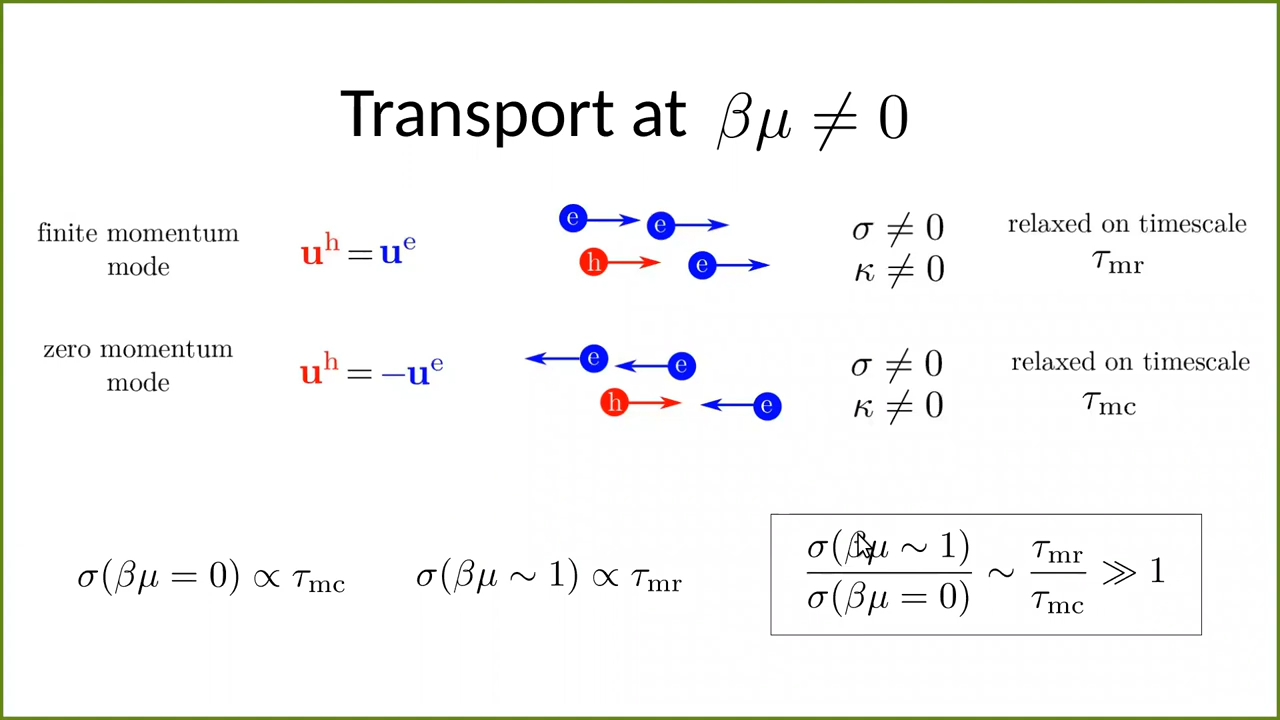 Transport at βμ ≠ 0
finite momentum
mode
u^h = u^e
e
e
h
e
σ ≠ 0
κ ≠ 0
relaxed on timescale
τ_mr
zero momentum
mode
u^h = −u^e
e
e
h
e
σ ≠ 0
κ ≠ 0
relaxed on timescale
τ_mc
σ(βμ = 0) ∝ τ_mc
σ(βμ ∼ 1) ∝ τ_mr
σ(βμ ∼ 1) / σ(βμ = 0) ∼ τ_mr / τ_mc ≫ 1